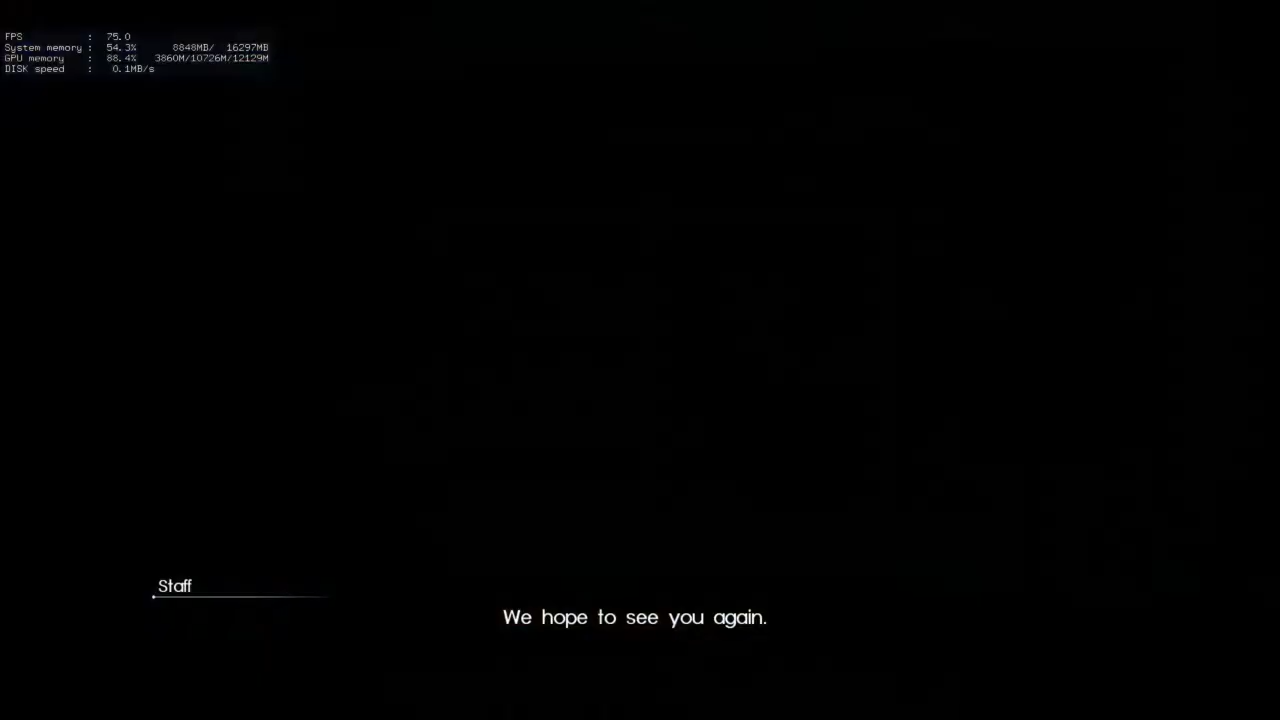 FPS : 75.0
System memory : 54.3% 8848MB/ 16297MB
GPU memory : 88.4% 3860M/10726M/12129M
DISK speed : 0.1MB/s
Staff
We hope to see you again.